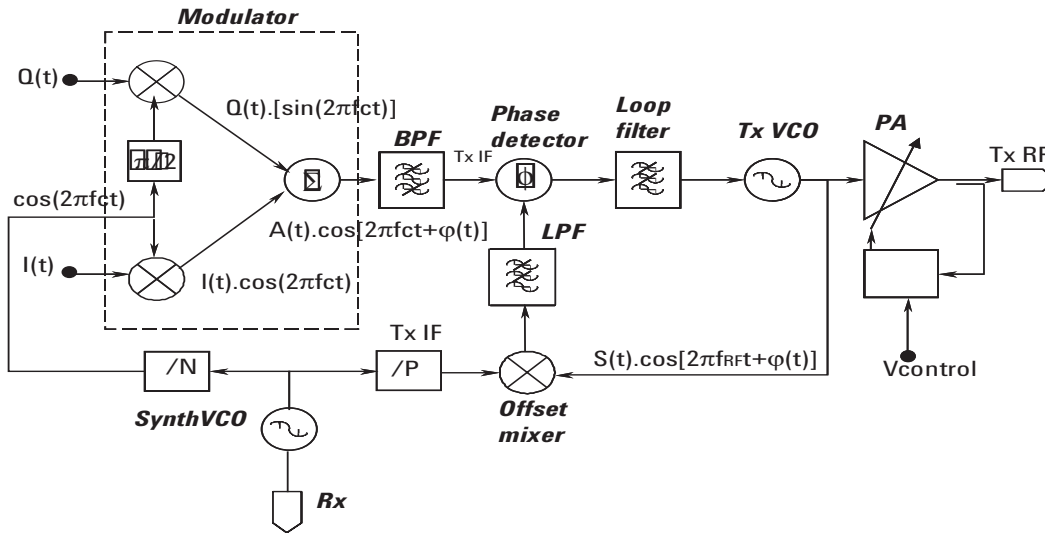 Modulator
Q(t)
Q(t).[sin(2πfct)]
cos(2πfct)
I(t)
I(t).cos(2πfct)
A(t).cos[2πfct+φ(t)]
BPF
Tx IF
Phase
detector
ϕ
Loop
filter
Tx VCO
PA
Tx RF
LPF
Tx IF
/N
/P
S(t).cos[2πfRFt+φ(t)]
Vcontrol
SynthVCO
Offset
mixer
Rx